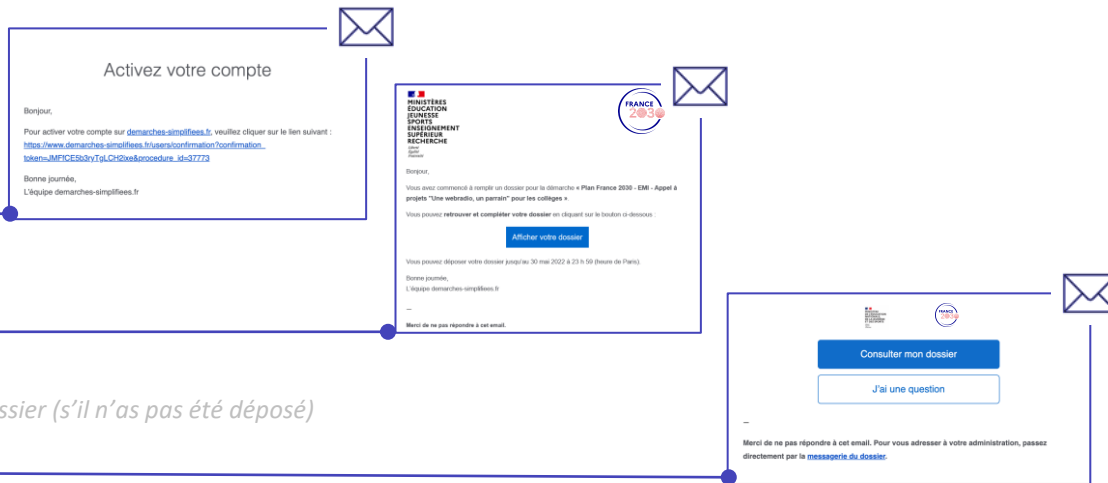 Activez votre compte
Bonjour,
Pour activer votre compte sur demarches-simplifiees.fr, veuillez cliquer sur le lien suivant :
https://www.demarches-simplifiees.fr/users/confirmation?confirmation_
token=JMFfCE5b3ryTgLCH2ixe&procedure_id=37773
Bonne journée,
L'équipe demarches-simplifiees.fr
MINISTÈRES
ÉDUCATION
JEUNESSE
SPORTS
ENSEIGNEMENT
SUPÉRIEUR
RECHERCHE
FRANCE
2030
Bonjour,
Vous avez commencé à remplir un dossier pour la démarche « Plan France 2030 - EMI - Appel à
projets "Une webradio, un parrain" pour les collèges ».
Vous pouvez retrouver et compléter votre dossier en cliquant sur le bouton ci-dessous :
Afficher votre dossier
Vous pouvez déposer votre dossier jusqu'au 30 mai 2022 à 23 h 59 (heure de Paris).
Bonne journée,
L'équipe demarches-simplifiees.fr
—
Merci de ne pas répondre à cet email.
FRANCE
2030
Consulter mon dossier
J'ai une question
ssier (s'il n'as pas été déposé)
—
Merci de ne pas répondre à cet email. Pour vous adresser à votre administration, passez
directement par la messagerie du dossier.